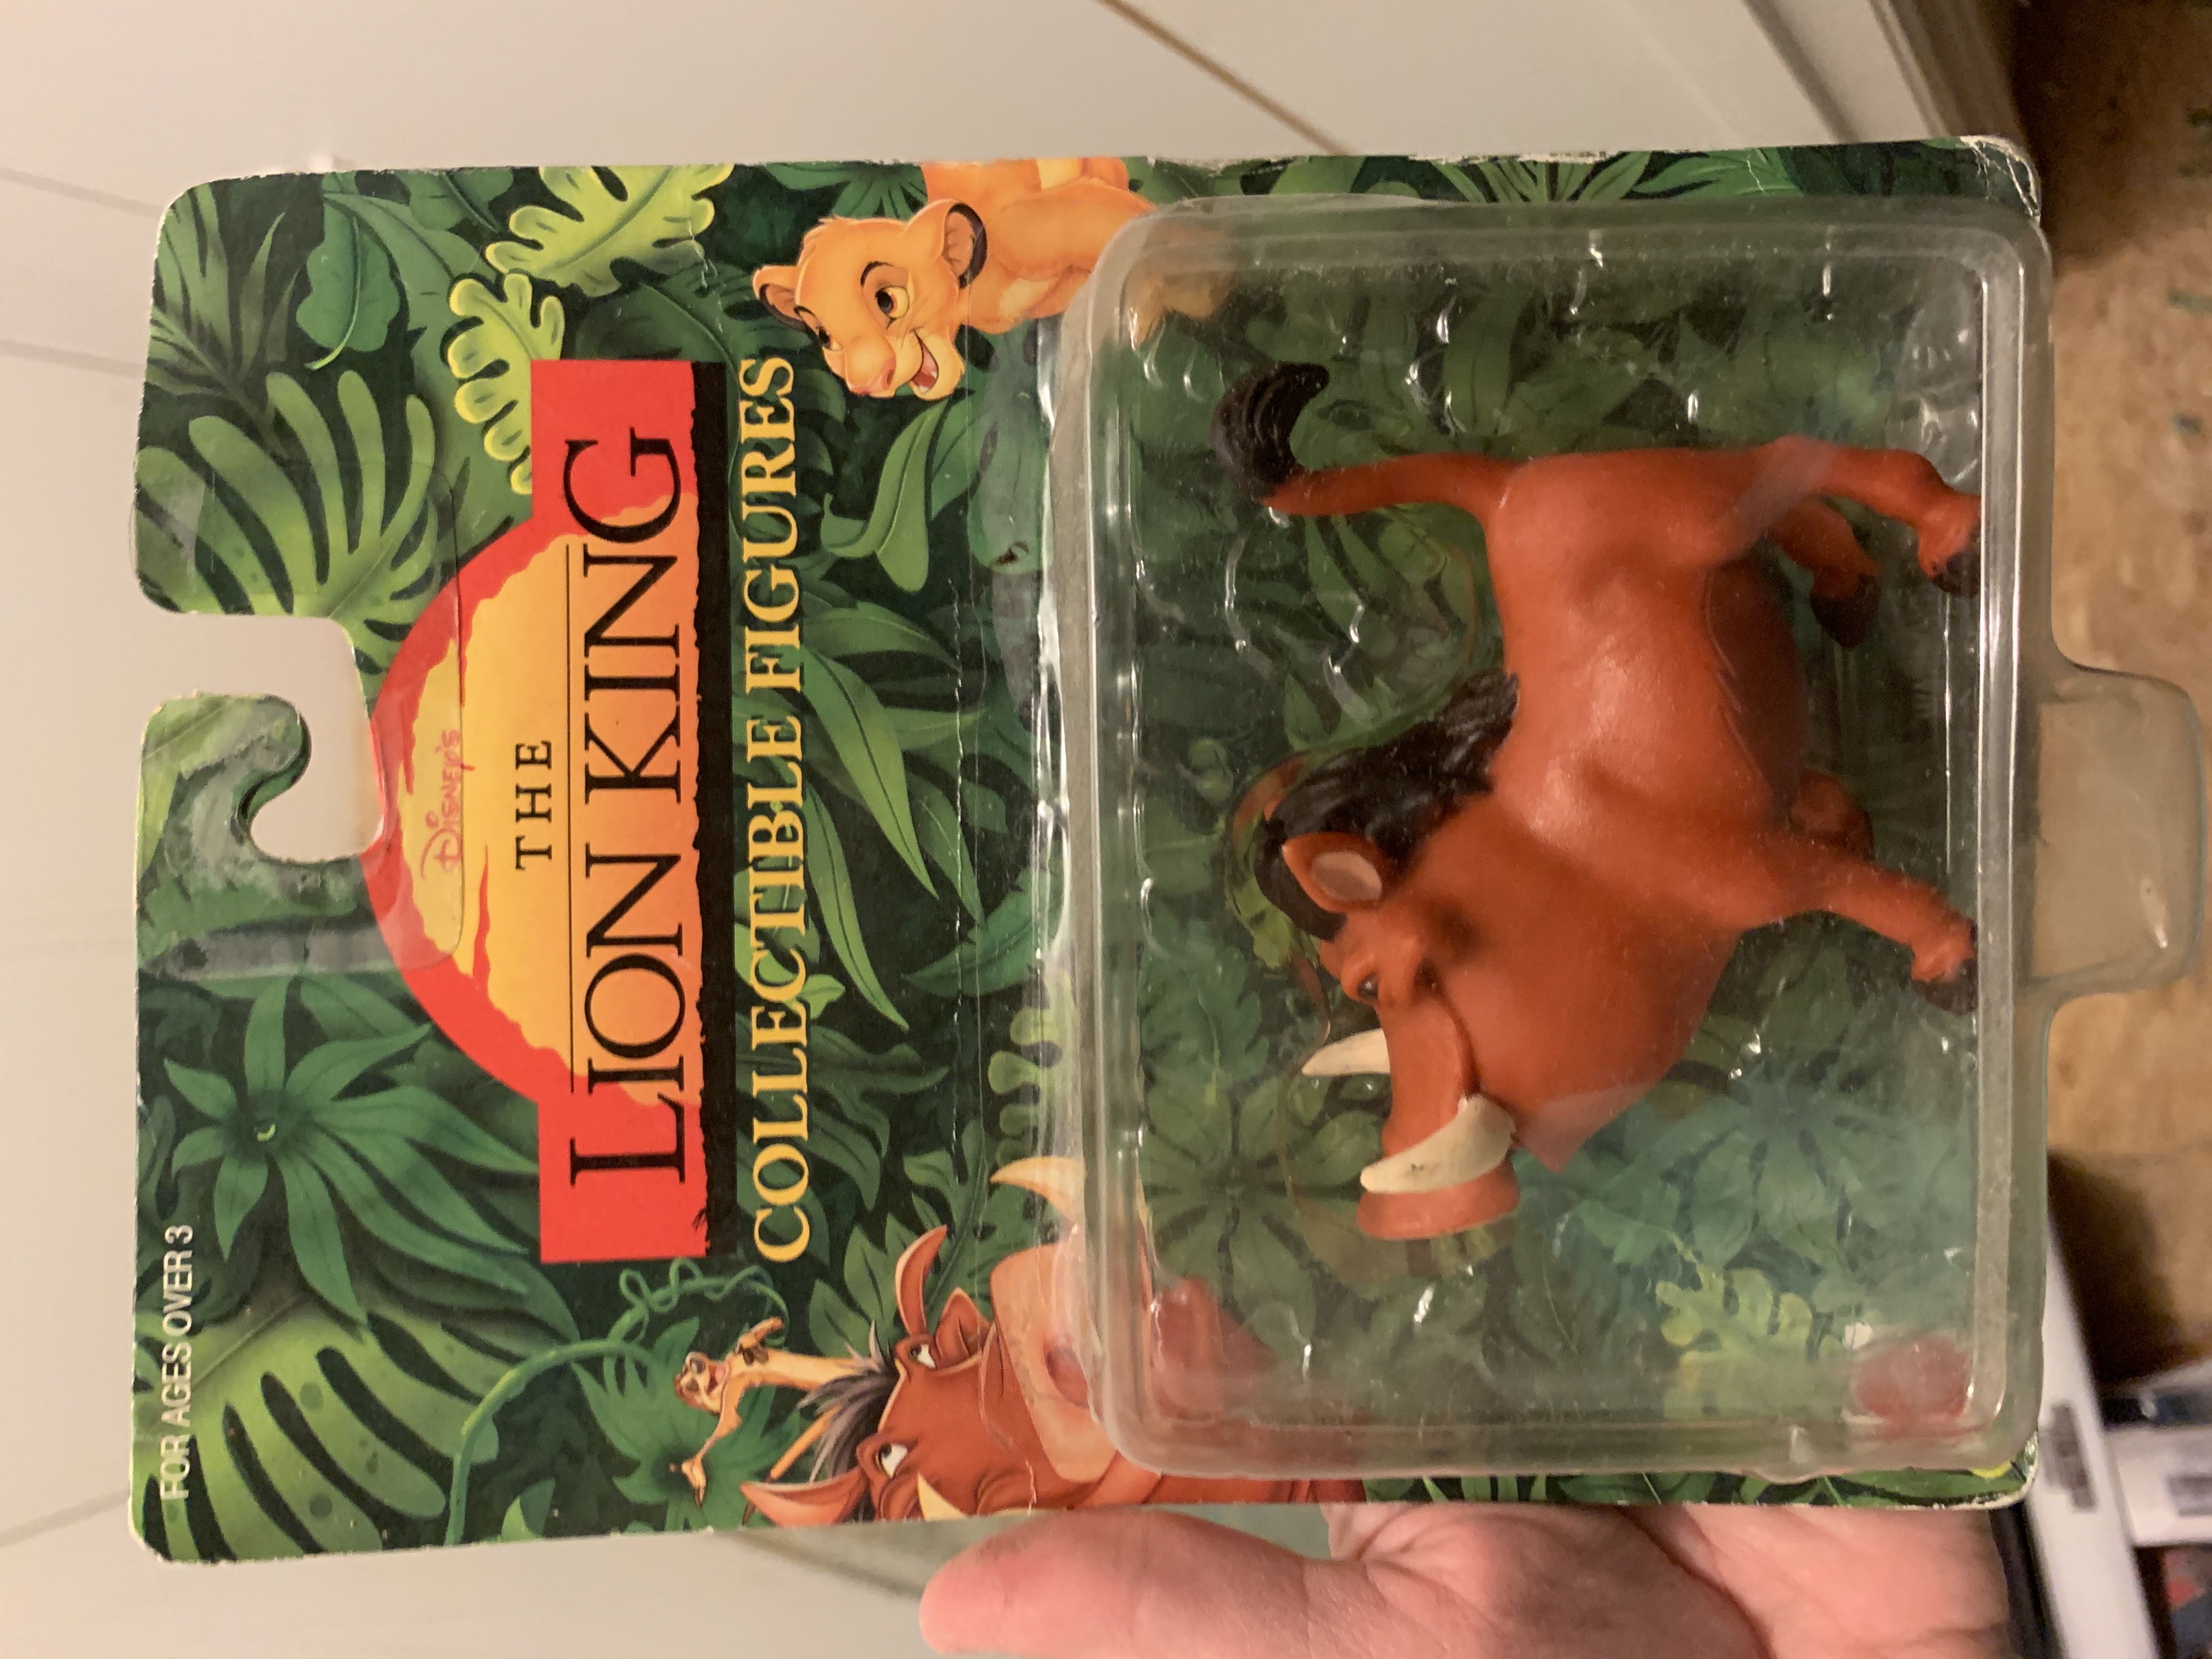 FOR AGES OVER 3
DISNEY'S
THE
LION KING
COLLECTIBLE FIGURES